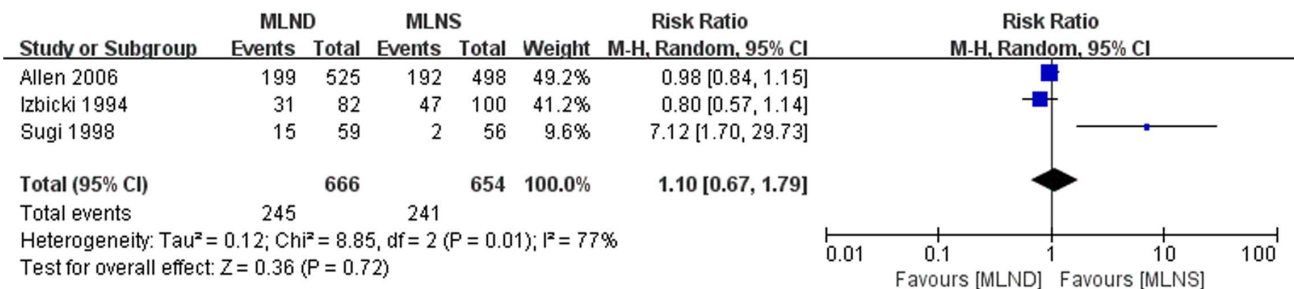 MLND MLNS Risk Ratio Risk Ratio
Study or Subgroup Events Total Events Total Weight M-H, Random, 95% CI M-H, Random, 95% CI
Allen 2006 199 525 192 498 49.2% 0.98 [0.84, 1.15]
Izbicki 1994 31 82 47 100 41.2% 0.80 [0.57, 1.14]
Sugi 1998 15 59 2 56 9.6% 7.12 [1.70, 29.73]
Total (95% CI) 666 654 100.0% 1.10 [0.67, 1.79]
Total events 245 241
Heterogeneity: Tau² = 0.12; Chi² = 8.85, df = 2 (P = 0.01); I² = 77%
Test for overall effect: Z = 0.36 (P = 0.72)
0.01 0.1 1 10 100
Favours [MLND] Favours [MLNS]